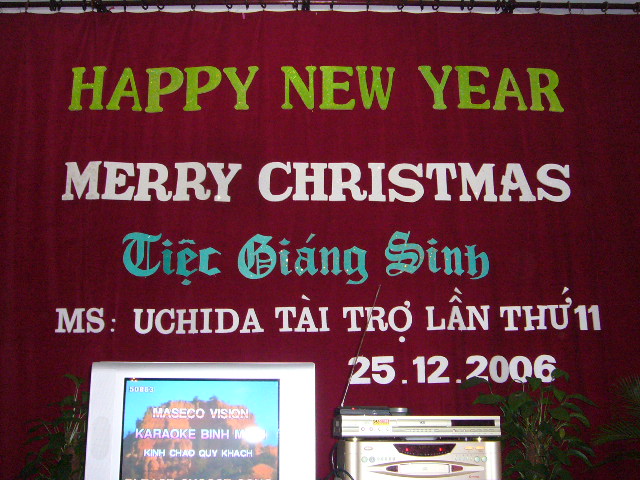 HAPPY NEW YEAR
MERRY CHRISTMAS
Tiệc Giáng Sinh
MS: UCHIDA TÀI TRỢ LẦN THỨ 11
25.12.2006
50863
MASECO VISION
KARAOKE BINH M
KINH CHAO QUY KHACH